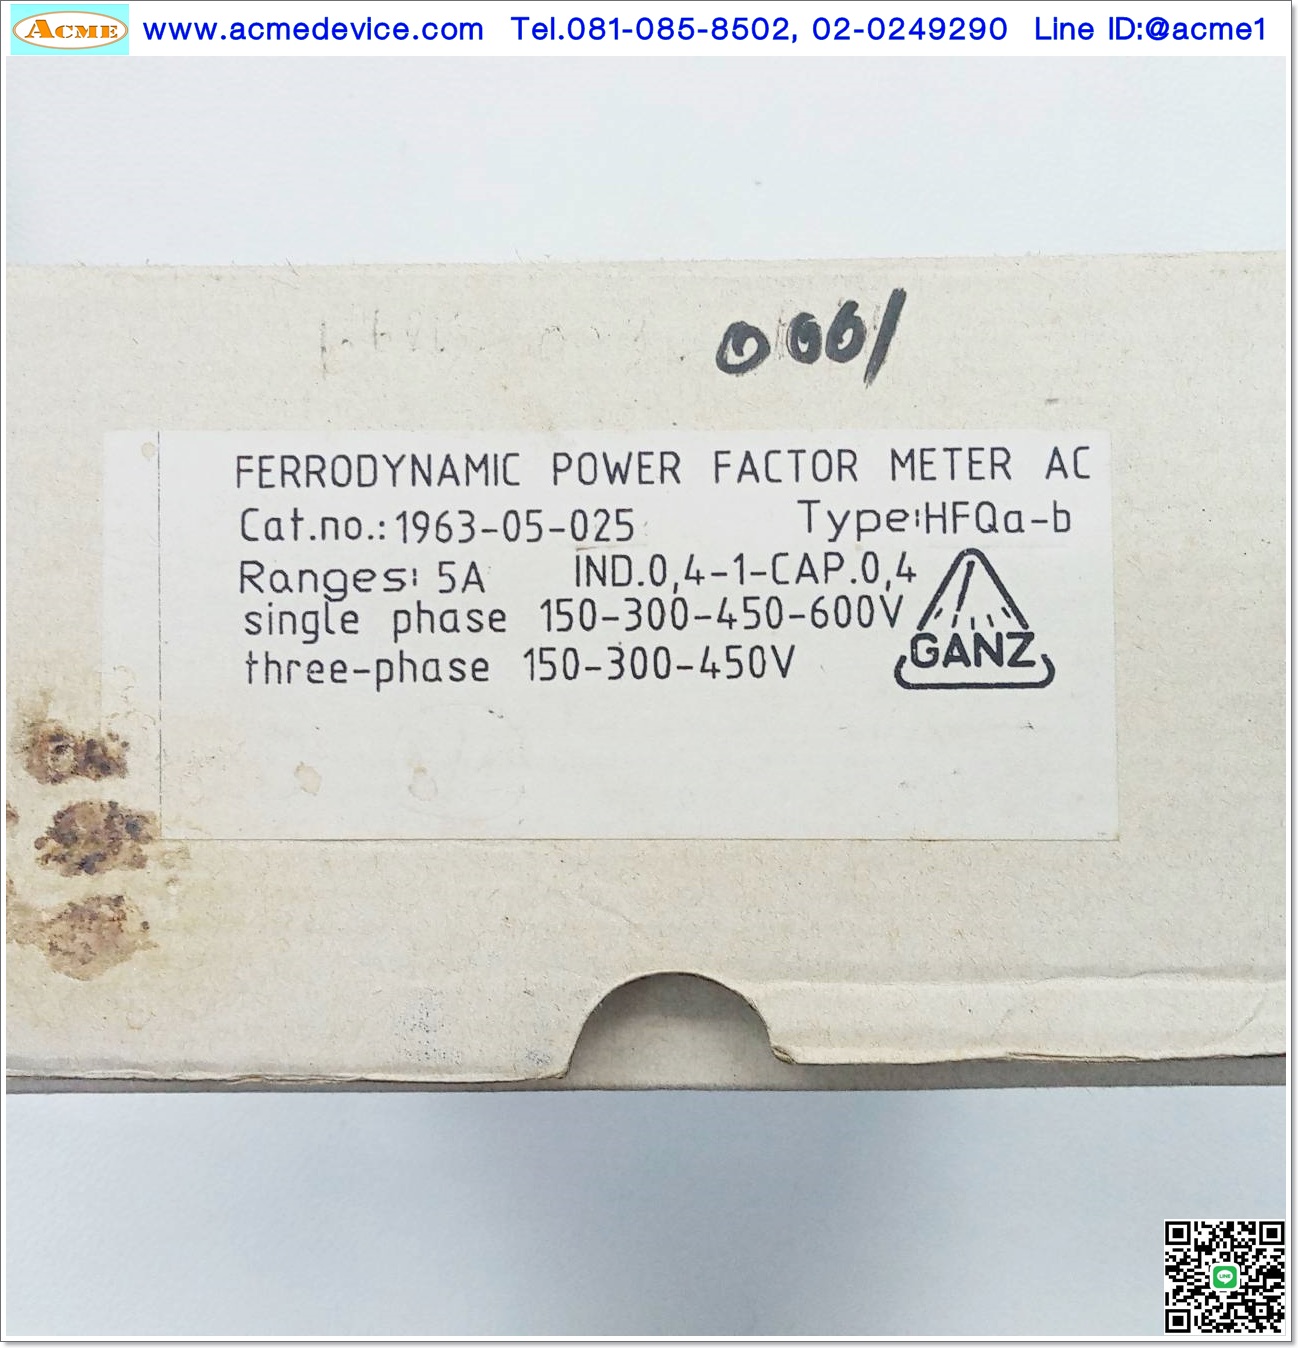 ACME www.acmedevice.com Tel.081-085-8502, 02-0249290 Line ID:@acme1
0001
FERRODYNAMIC POWER FACTOR METER AC
Cat.no.: 1963-05-025 Type:HFQa-b
Ranges: 5A IND.0,4-1-CAP.0,4
single phase 150-300-450-600V
three-phase 150-300-450V
GANZ
LINE